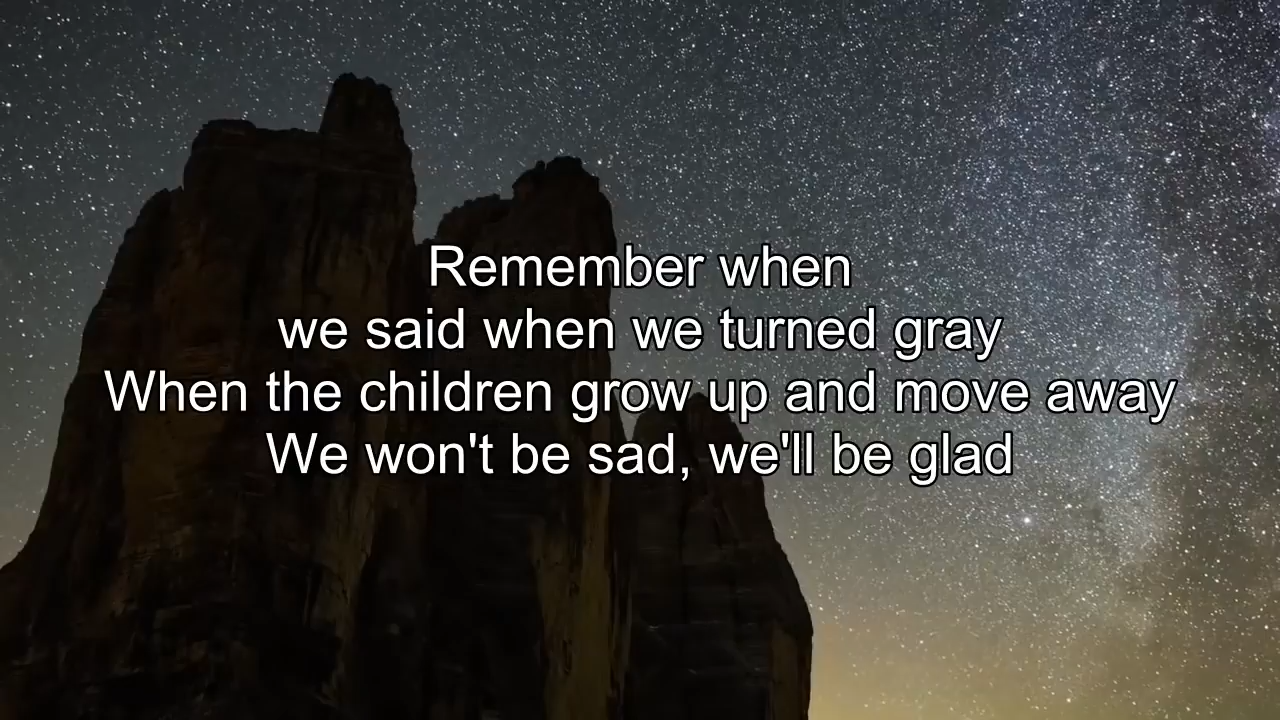 Remember when
we said when we turned gray
When the children grow up and move away
We won't be sad, we'll be glad